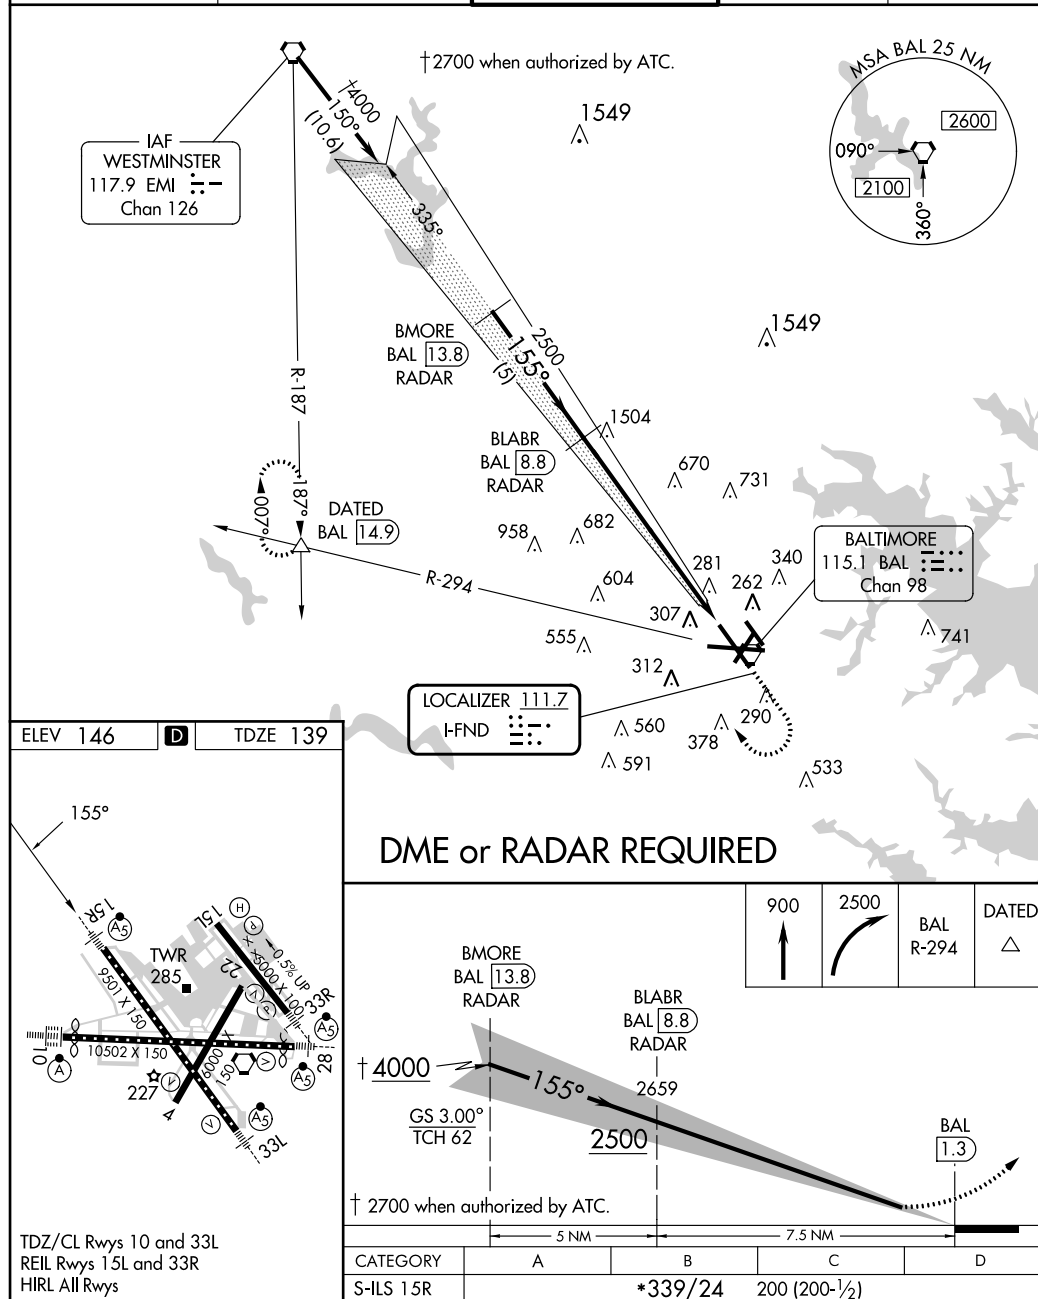 †2700 when authorized by ATC.
MSA BAL 25 NM
2600
090°
2100
360°
1549
†4000
150°
(10.6)
IAF
WESTMINSTER
117.9 EMI
Chan 126
335°
1549
BMORE
BAL 13.8
RADAR
2500
155°
(5)
R-187
1504
BLABR
BAL 8.8
RADAR
670
731
187°
007°
DATED
BAL 14.9
958
682
R-294
604
281
262
340
307
BALTIMORE
115.1 BAL
Chan 98
741
555
312
LOCALIZER 111.7
I-FND
560
378
290
591
533
ELEV 146
D
TDZE 139
155°
DME or RADAR REQUIRED
15R
A5
15L
H
P
TWR
285
22
0.5% UP
5000 X 100
V
P
33R
A5
9501 X 150
10
10502 X 150
6000 X 150
28
A
227
V
V
A5
4
V
A5
33L
TDZ/CL Rwys 10 and 33L
REIL Rwys 15L and 33R
HIRL All Rwys
900
2500
BAL
R-294
DATED
BMORE
BAL 13.8
RADAR
BLABR
BAL 8.8
RADAR
†4000
155°
2659
GS 3.00°
TCH 62
2500
BAL
1.3
† 2700 when authorized by ATC.
5 NM
7.5 NM
CATEGORY A B C D
S-ILS 15R *339/24 200 (200-½)